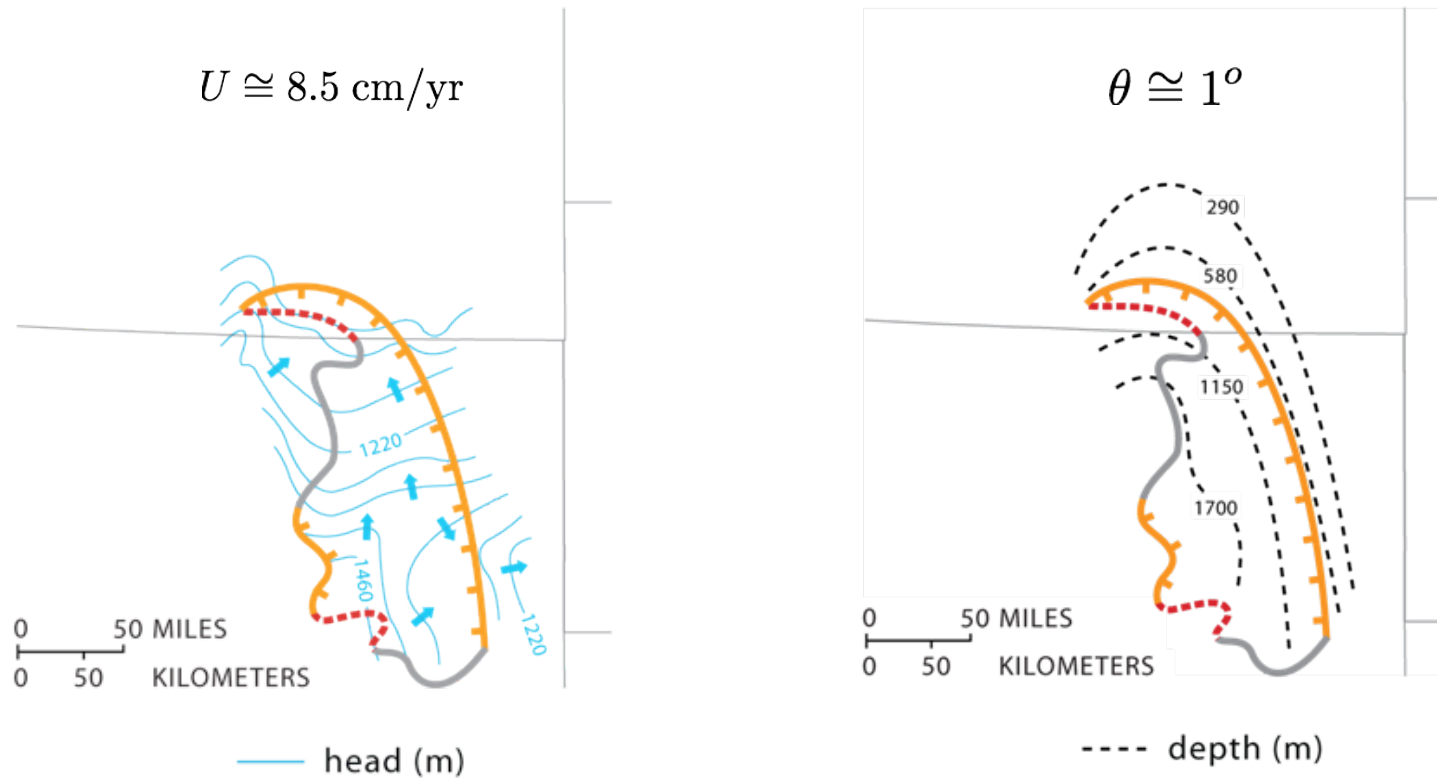 U ≅ 8.5 cm/yr
1220
1460
1220
0 50 MILES
0 50 KILOMETERS
head (m)
θ ≅ 1°
290
580
1150
1700
0 50 MILES
0 50 KILOMETERS
depth (m)